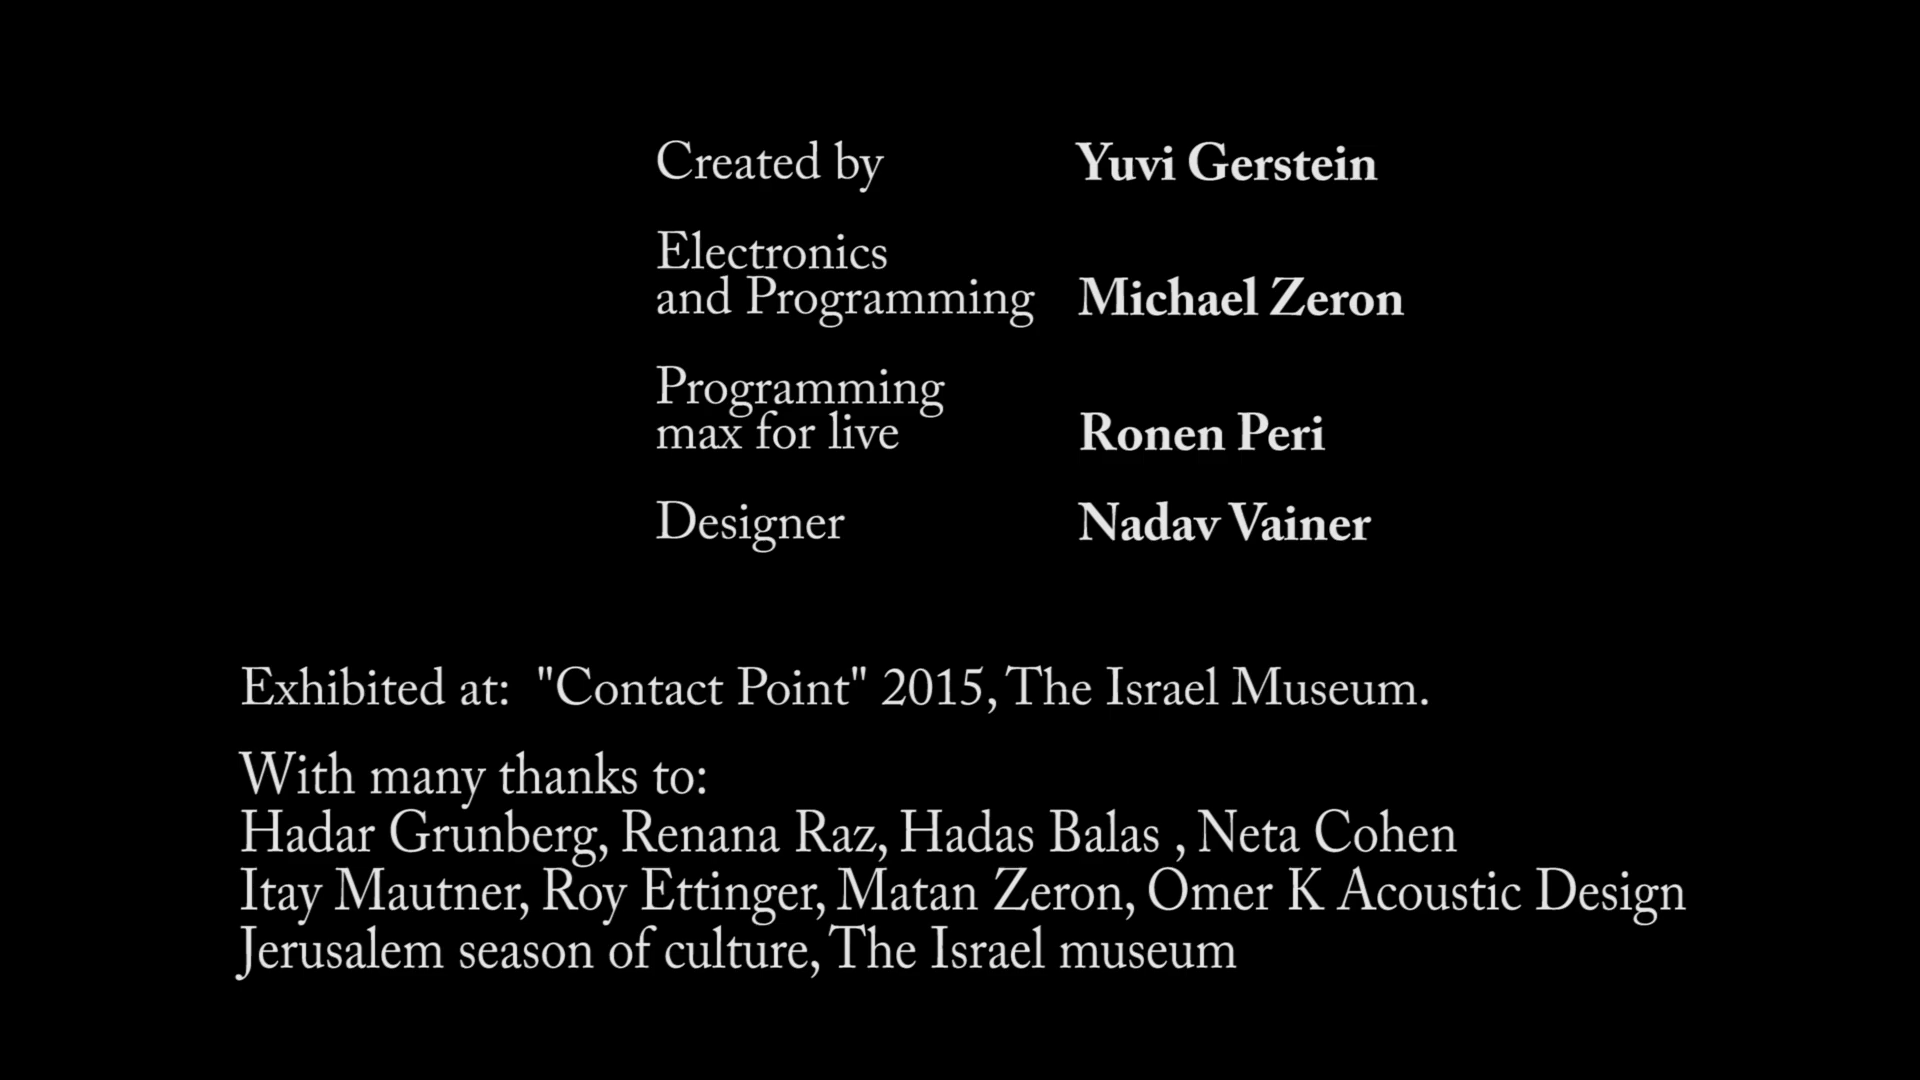 Created by Yuvi Gerstein
Electronics
and Programming Michael Zeron
Programming
max for live Ronen Peri
Designer Nadav Vainer
Exhibited at: "Contact Point" 2015, The Israel Museum.
With many thanks to:
Hadar Grunberg, Renana Raz, Hadas Balas , Neta Cohen
Itay Mautner, Roy Ettinger, Matan Zeron, Omer K Acoustic Design
Jerusalem season of culture, The Israel museum